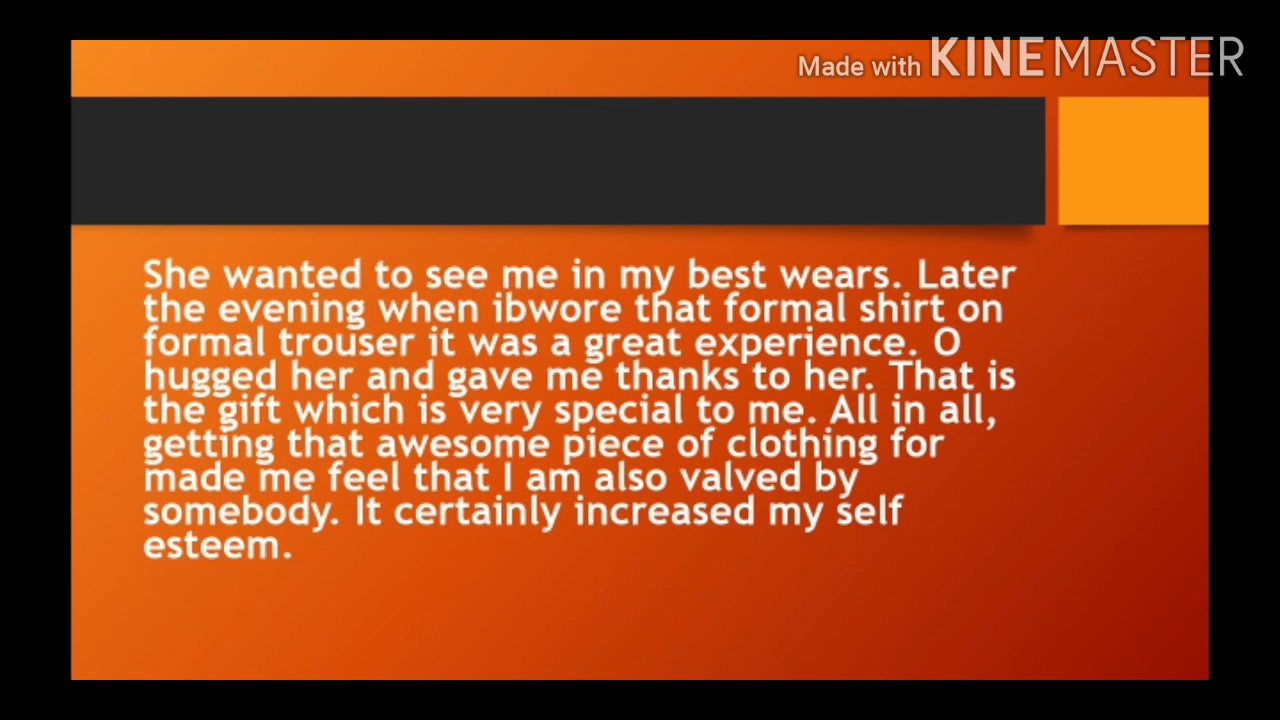 Made with KINEMASTER
She wanted to see me in my best wears. Later
the evening when ibwore that formal shirt on
formal trouser it was a great experience. O
hugged her and gave me thanks to her. That is
the gift which is very special to me. All in all,
getting that awesome piece of clothing for
made me feel that I am also valved by
somebody. It certainly increased my self
esteem.